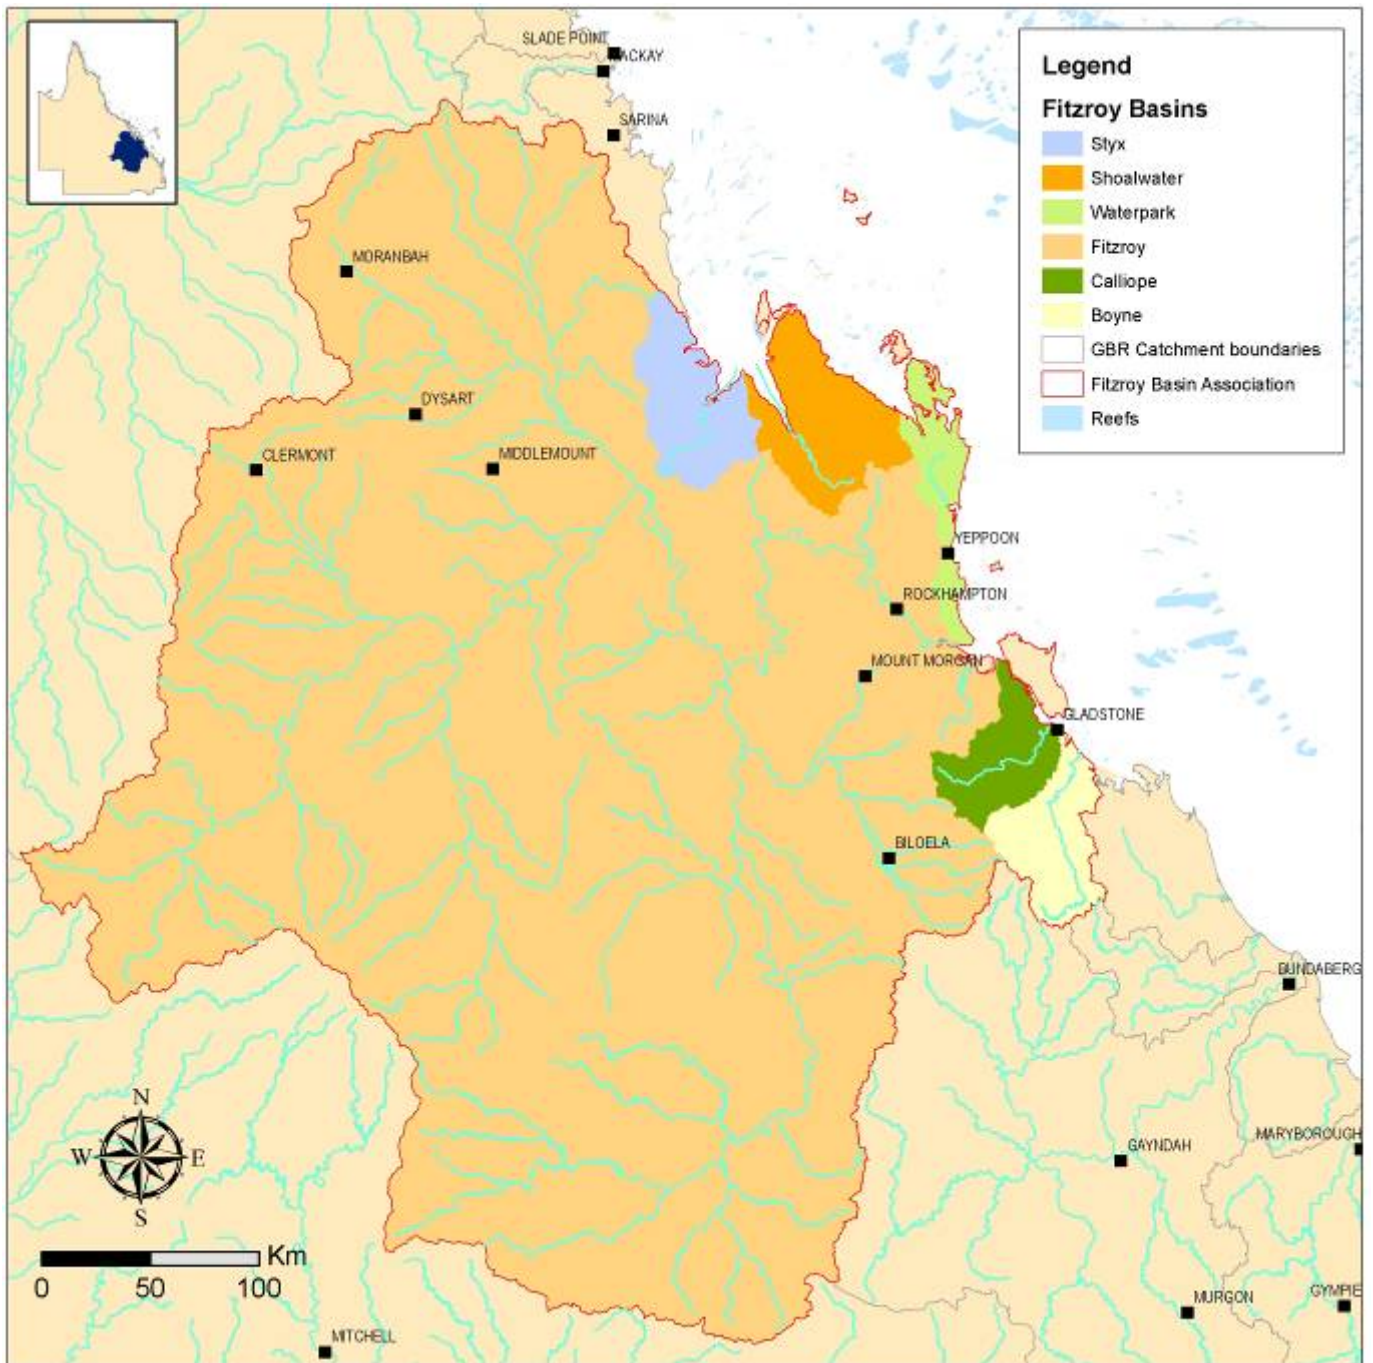 SLADE POINT
MACKAY
SARINA
Legend
Fitzroy Basins
Styx
Shoalwater
Waterpark
Fitzroy
Calliope
Boyne
GBR Catchment boundaries
Fitzroy Basin Association
Reefs
MORANBAH
DYSART
CLERMONT
MIDDLEMOUNT
YEPPOON
ROCKHAMPTON
MOUNT MORGAN
GLADSTONE
BILOELA
BUNDABERG
N
W E
S
GAYNDAH
MARYBOROUGH
Km
0 50 100
MURGON
GYMPIE
MITCHELL